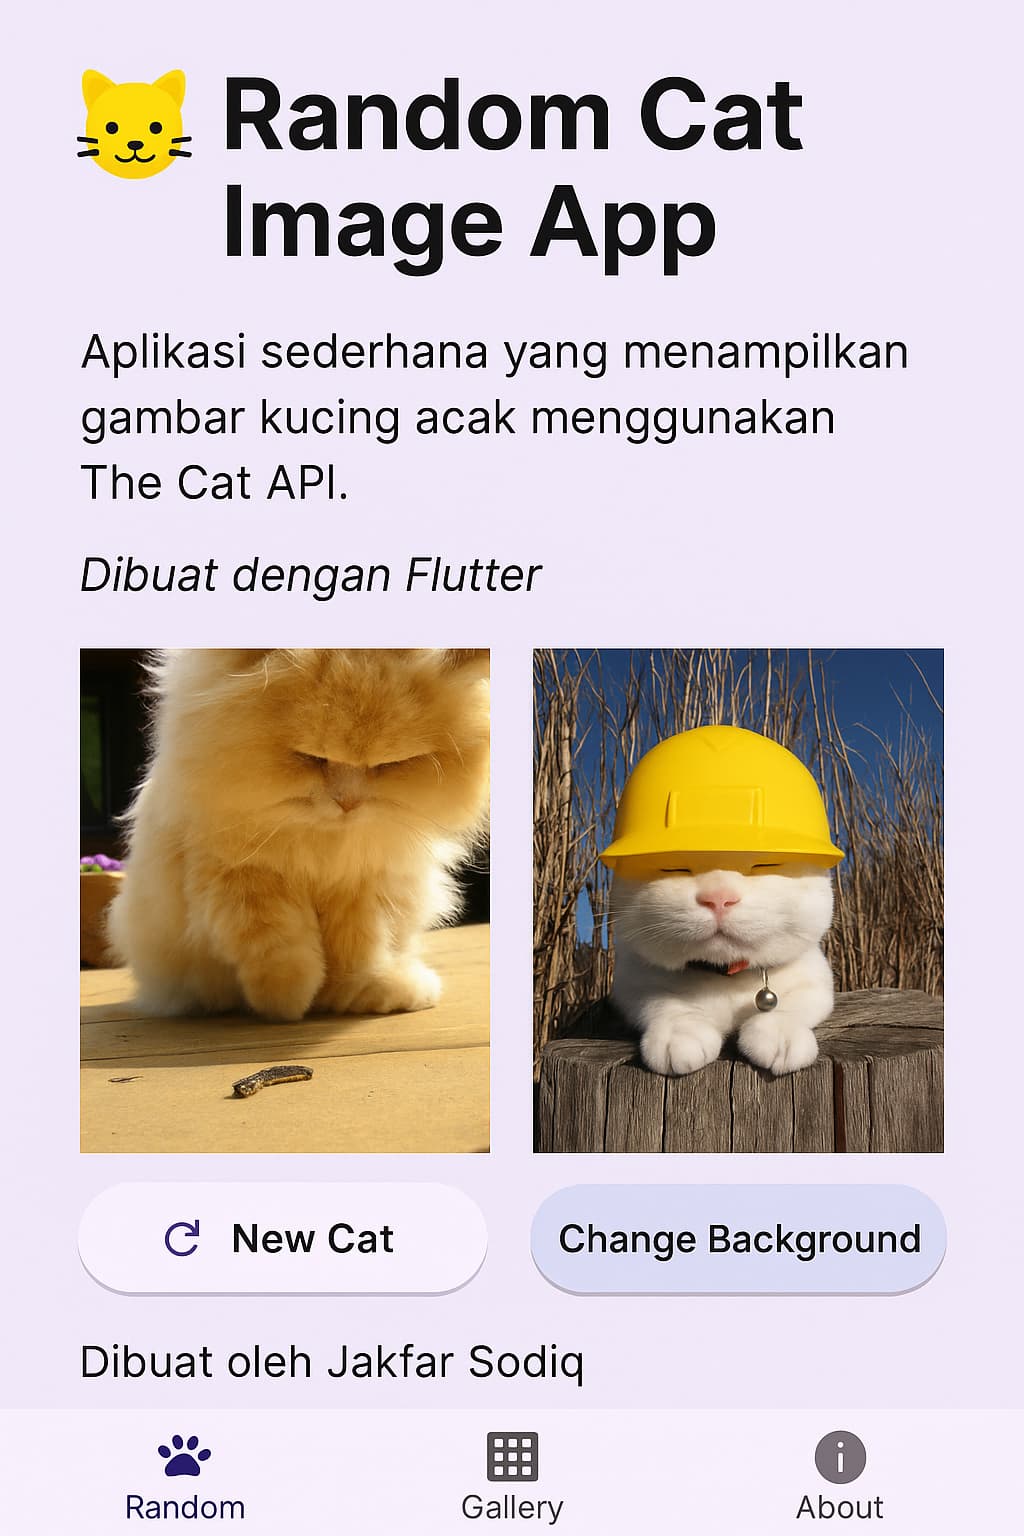 Random Cat
Image App
Aplikasi sederhana yang menampilkan
gambar kucing acak menggunakan
The Cat API.
Dibuat dengan Flutter
New Cat
Change Background
Dibuat oleh Jakfar Sodiq
Random
Gallery
About